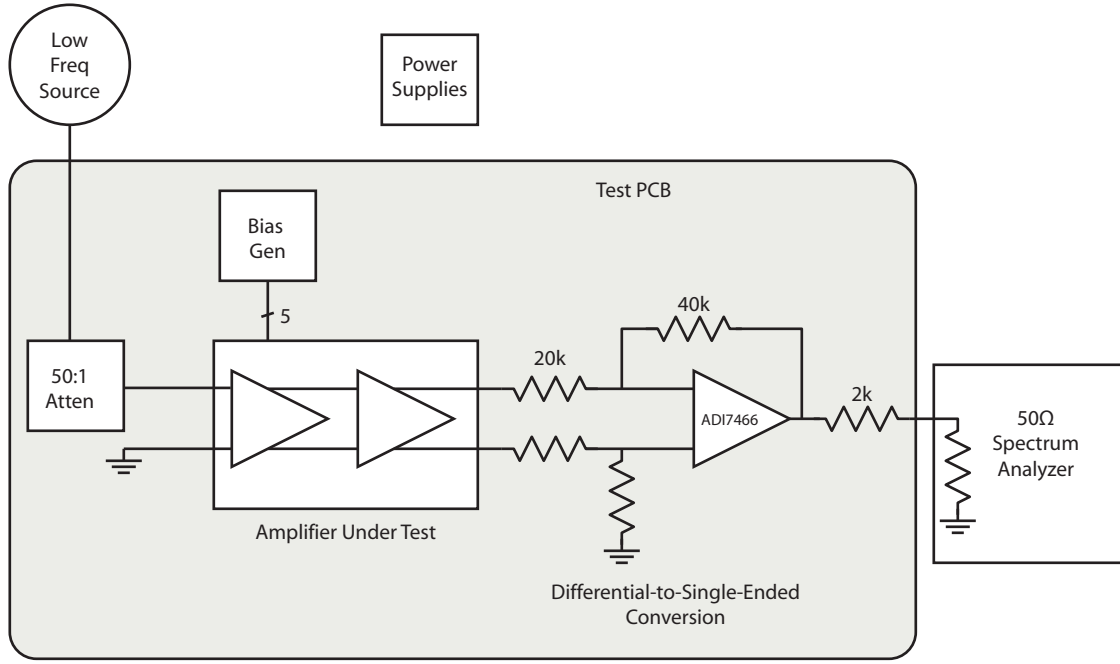 Low
Freq
Source
Power
Supplies
Test PCB
Bias
Gen
5
40k
20k
50:1
Atten
ADI7466
2k
50Ω
Spectrum
Analyzer
Amplifier Under Test
Differential-to-Single-Ended
Conversion